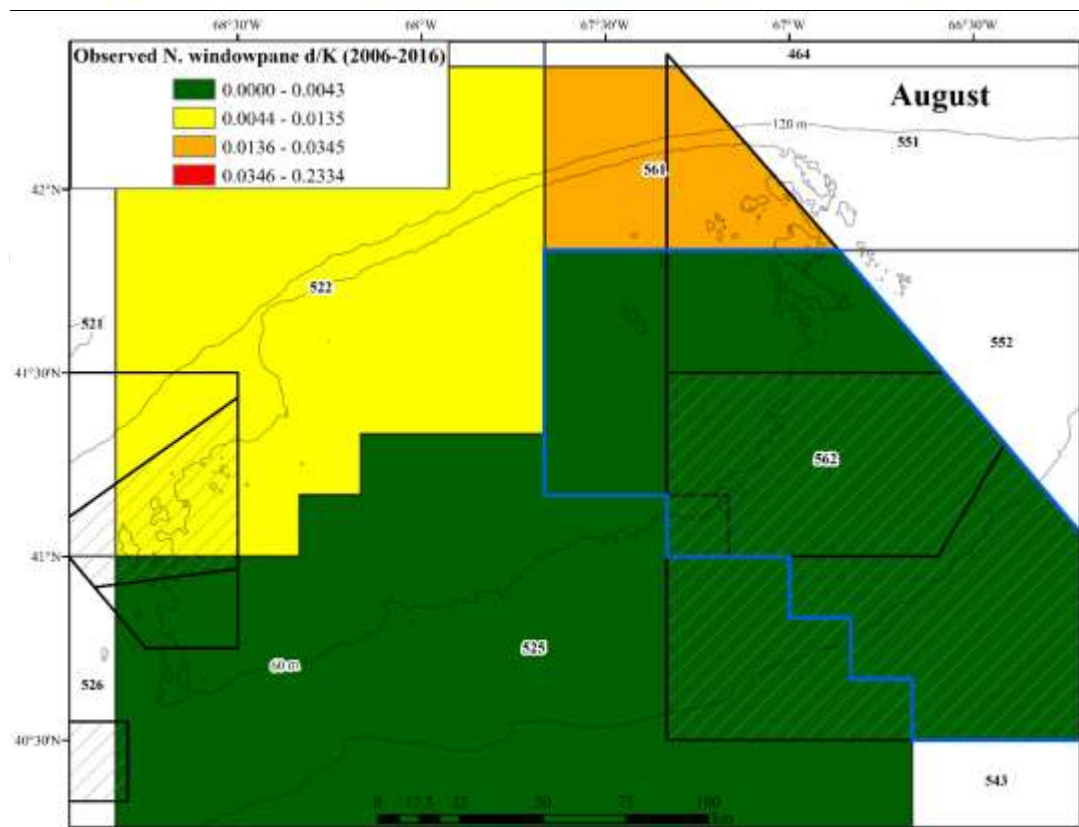 68°30'W 68°W 67°30'W 67°W 66°30'W
Observed N. windowpane d/K (2006-2016)
0.0000 - 0.0043
0.0044 - 0.0135
0.0136 - 0.0345
0.0346 - 0.2334
464
August
120 m
551
561
42°N
522
521
552
41°30'N
562
41°N
525
60 m
526
40°30'N
543
0 12.5 25 50 75 100